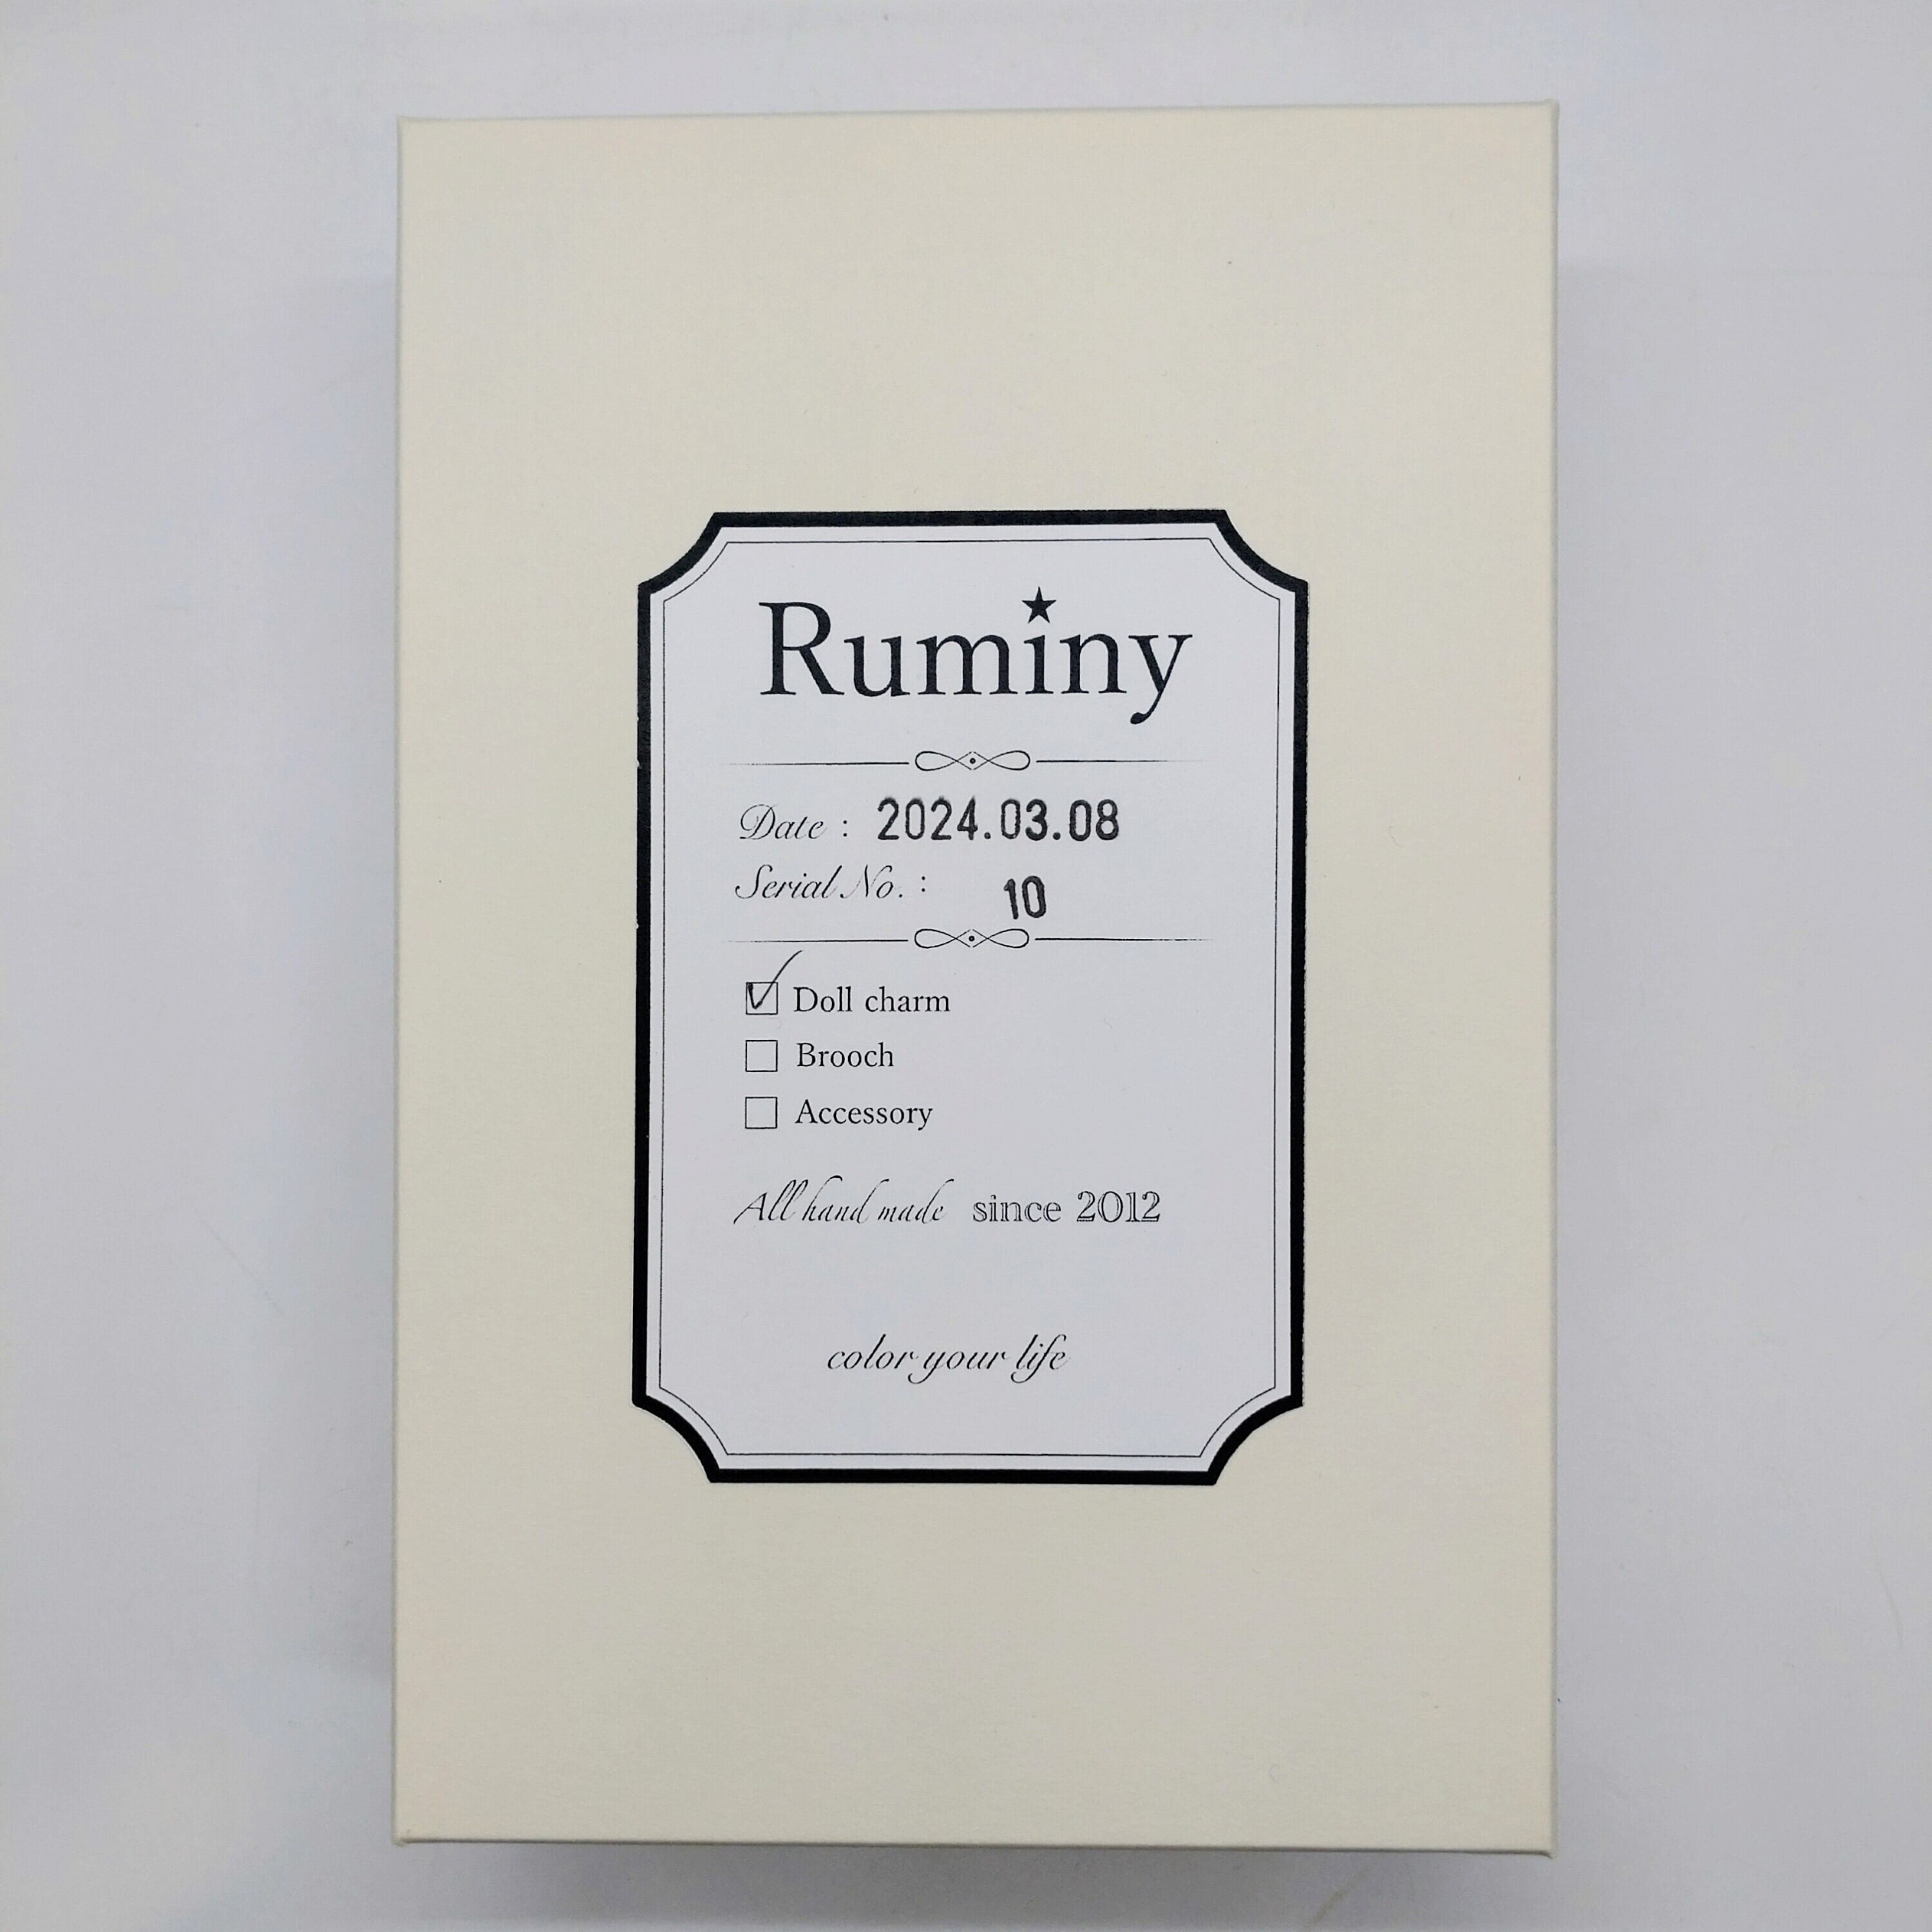 Ruminy
Date : 2024.03.08
Serial No. : 10
Doll charm
Brooch
Accessory
All hand made since 2012
color your life